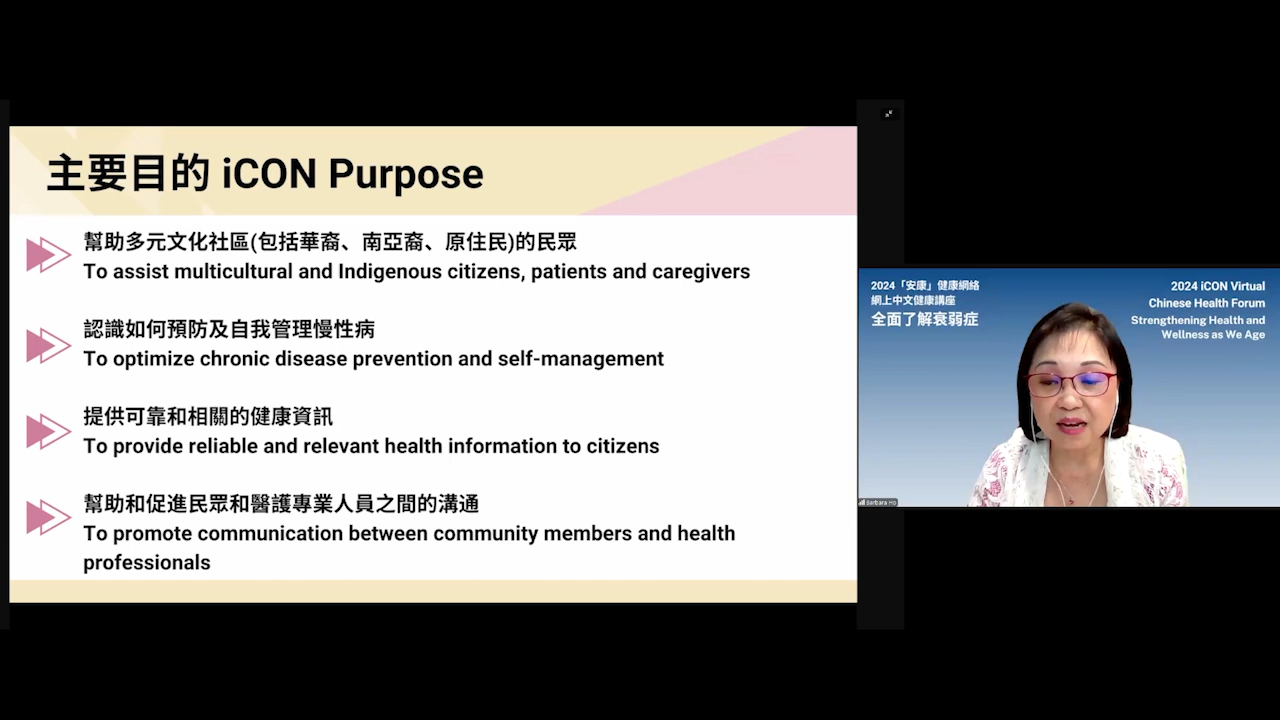 主要目的 iCON Purpose
幫助多元文化社區(包括華裔、南亞裔、原住民)的民眾
To assist multicultural and Indigenous citizens, patients and caregivers
認識如何預防及自我管理慢性病
To optimize chronic disease prevention and self-management
提供可靠和相關的健康資訊
To provide reliable and relevant health information to citizens
幫助和促進民眾和醫護專業人員之間的溝通
To promote communication between community members and health
professionals
2024「安康」健康網絡
網上中文健康講座
全面了解衰弱症
2024 iCON Virtual
Chinese Health Forum
Strengthening Health and
Wellness as We Age
Barbara Ho